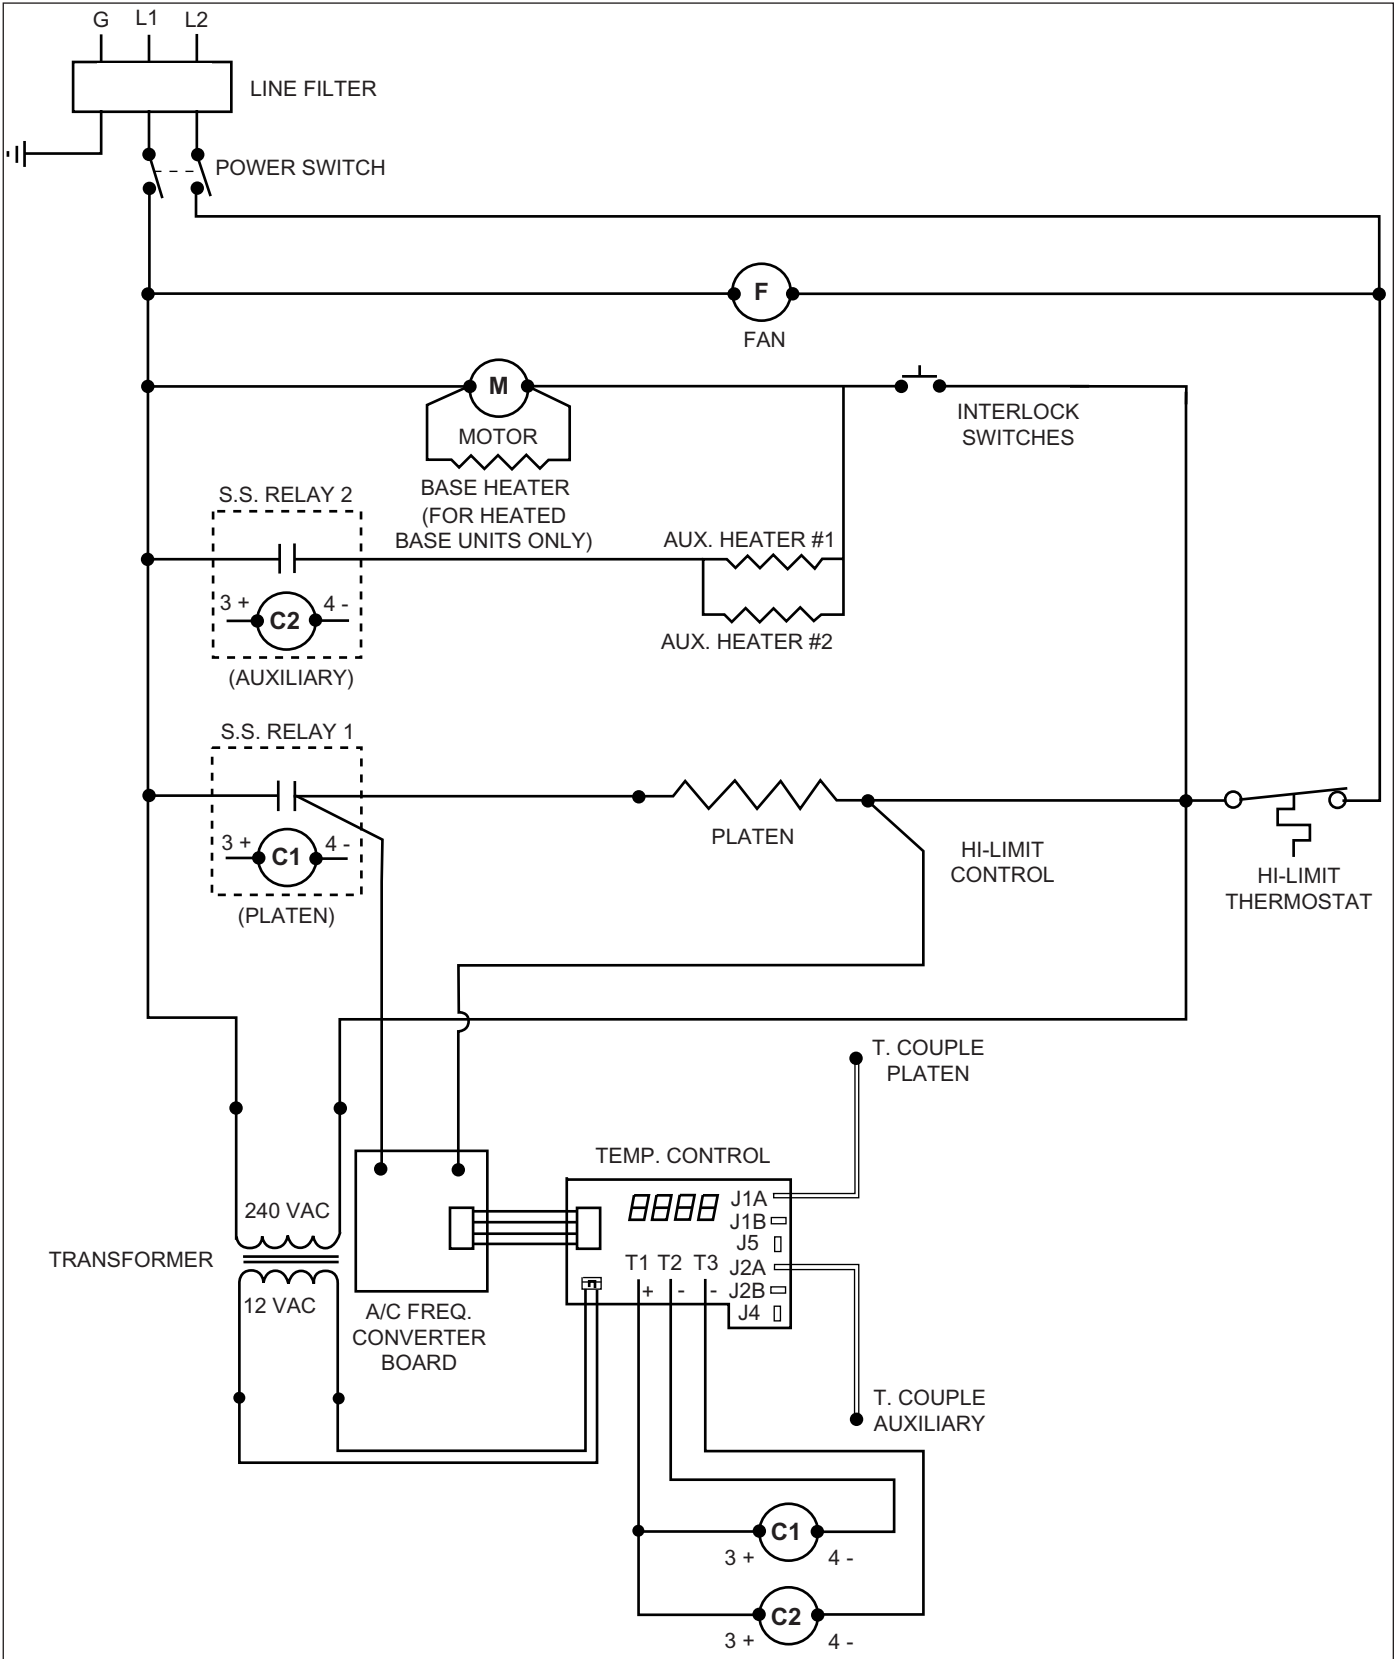 G L1 L2
LINE FILTER
POWER SWITCH
F
FAN
M
MOTOR
INTERLOCK
SWITCHES
BASE HEATER
(FOR HEATED
BASE UNITS ONLY)
S.S. RELAY 2
3 + C2 4 -
(AUXILIARY)
AUX. HEATER #1
AUX. HEATER #2
S.S. RELAY 1
3 + C1 4 -
(PLATEN)
PLATEN
HI-LIMIT
CONTROL
HI-LIMIT
THERMOSTAT
T. COUPLE
PLATEN
TEMP. CONTROL
8888
J1A
J1B
J5
T1 T2 T3
+ - -
J2A
J2B
J4
240 VAC
TRANSFORMER
12 VAC
A/C FREQ.
CONVERTER
BOARD
T. COUPLE
AUXILIARY
C1
3 + 4 -
C2
3 + 4 -